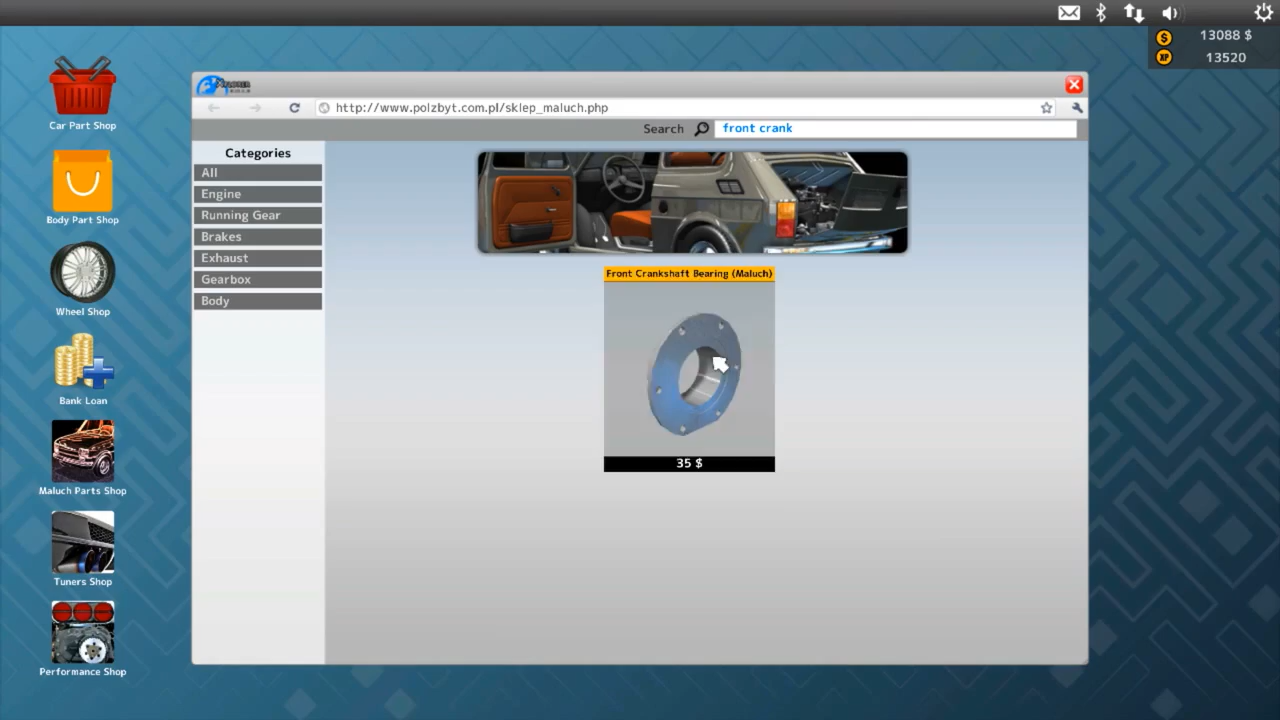 13088 $
13520
Car Part Shop
Body Part Shop
Wheel Shop
Bank Loan
Maluch Parts Shop
Tuners Shop
Performance Shop
http://www.polzbyt.com.pl/sklep_maluch.php
Search front crank
Categories
All
Engine
Running Gear
Brakes
Exhaust
Gearbox
Body
Front Crankshaft Bearing (Maluch)
35 $